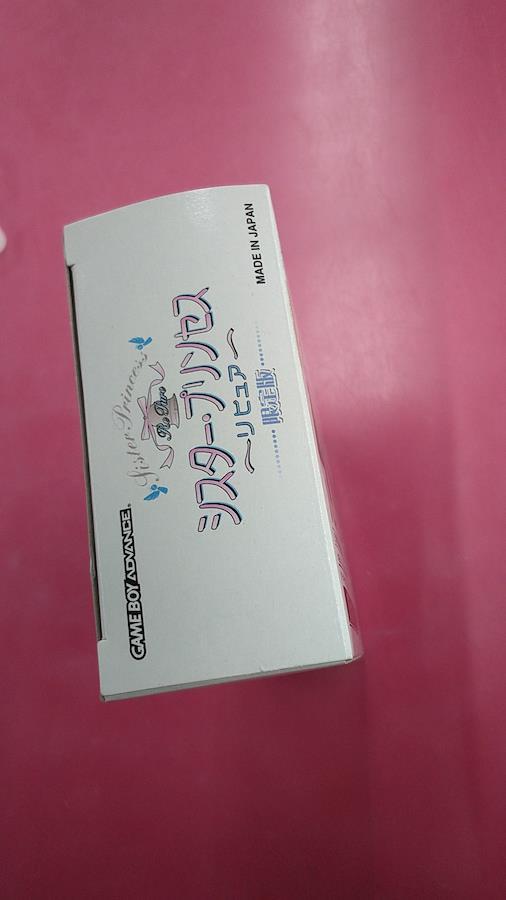 GAME BOY ADVANCE
Sister Princess
Re Pure
シスター・プリンセス
～リピュア～
限定版
MADE IN JAPAN